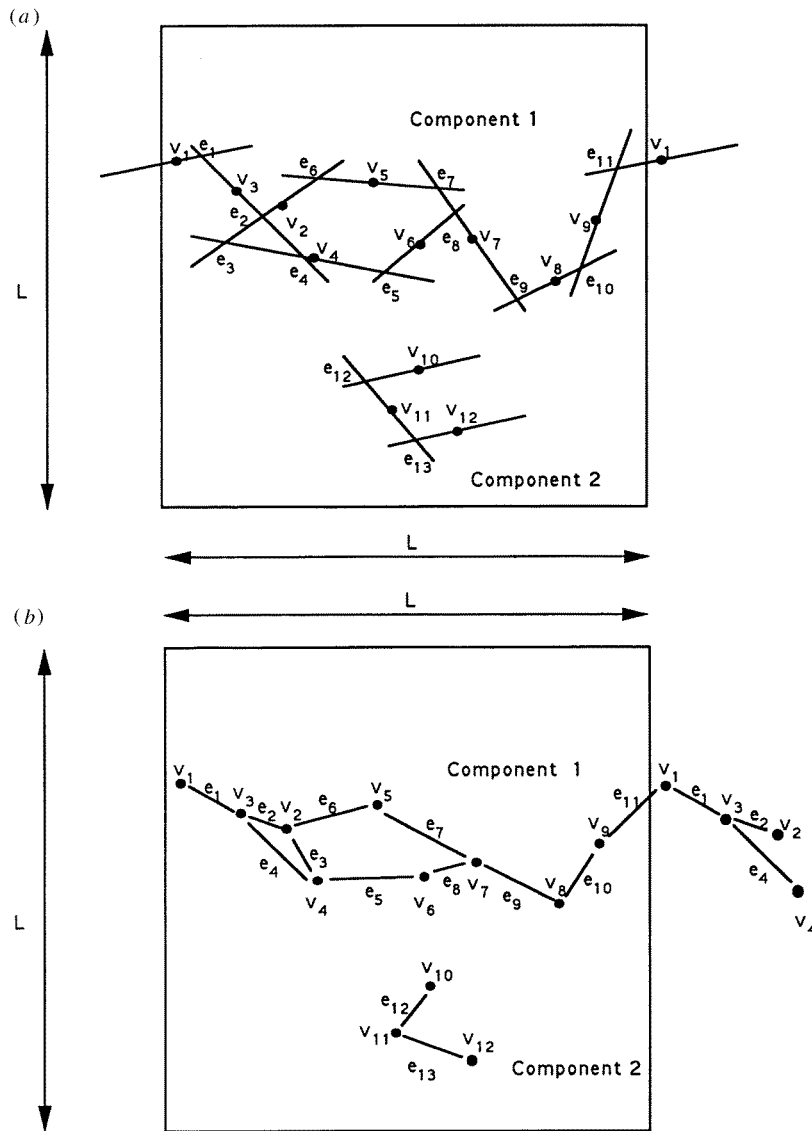 (a)
Component 1
v1
e1
e11
v1
e6
v5
e7
v3
e2
v2
v6
e8
v7
v9
e3
v4
e4
e5
e9
v8
e10
L
v10
e12
v11
v12
e13
Component 2
L
L
(b)
v1
Component 1
v1
e1
v3
e2
v2
e6
v5
e11
e1
v3
e2
v2
e7
v9
e3
e4
v4
e5
v6
e8
v7
e9
v8
e10
e4
L
v10
e12
v11
v12
e13
Component 2